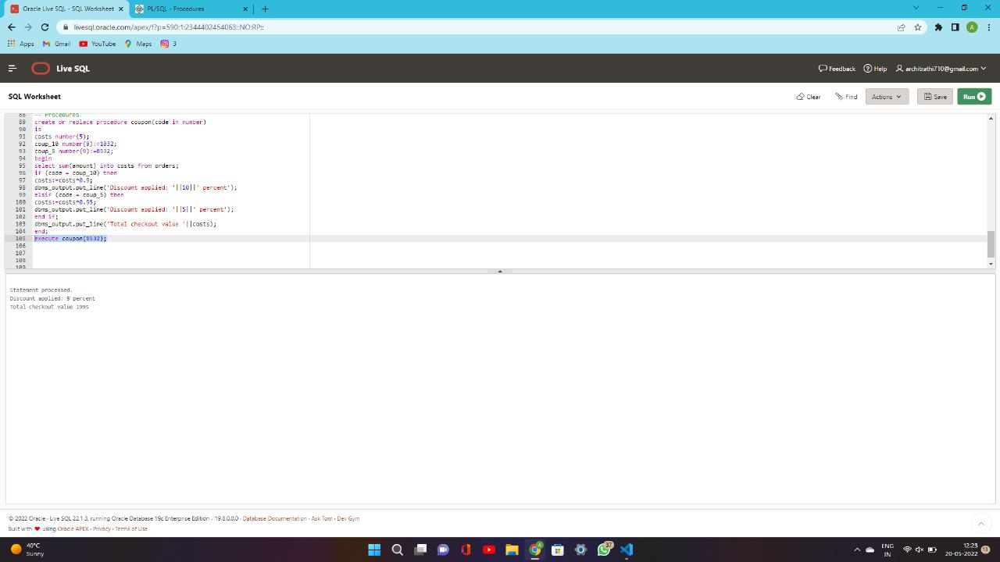 Oracle Live SQL - SQL Worksheet
PL/SQL - Procedures
livesql.oracle.com/apex/f?p=590:1:2344402454063::NO:RP::
A
Apps
Gmail
YouTube
Maps
3
Live SQL
Feedback
Help
architrathi710@gmail.com
SQL Worksheet
Clear
Find
Actions
Save
Run
88 -- Procedures
89 create or replace procedure coupon(code in number)
90 is
91 costs number(5);
92 coup_10 number(9):=1032;
93 coup_5 number(9):=8532;
94 begin
95 select sum(amount) into costs from orders;
96 if (code = coup_10) then
97 costs:=costs*0.9;
98 dbms_output.put_line('Discount applied: '||10||' percent');
99 elsif (code = coup_5) then
100 costs:=costs*0.95;
101 dbms_output.put_line('Discount applied: '||5||' percent');
102 end if;
103 dbms_output.put_line('Total checkout value '||costs);
104 end;
105 execute coupon(8532);
106
107
108
109
Statement processed.
Discount applied: 5 percent
Total checkout value 1995
© 2022 Oracle · Live SQL 22.1.3, running Oracle Database 19c Enterprise Edition - 19.8.0.0.0 · Database Documentation · Ask Tom · Dev Gym
Built with ❤ using Oracle APEX · Privacy · Terms of Use
40°C
Sunny
A
37
ENG
IN
12:23
20-05-2022
13